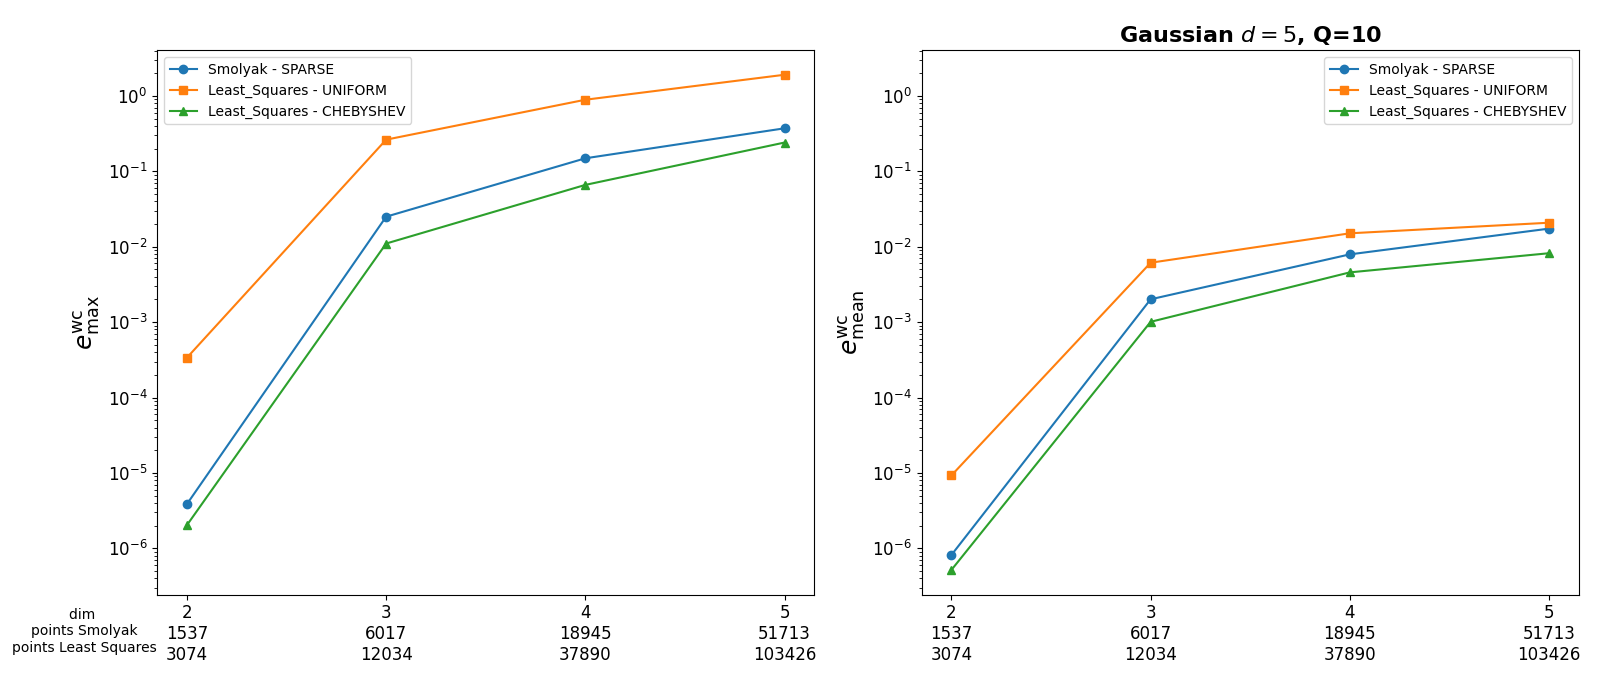 Gaussian d = 5, Q=10
Smolyak - SPARSE
Least_Squares - UNIFORM
Least_Squares - CHEBYSHEV
10^0
10^-1
10^-2
10^-3
10^-4
10^-5
10^-6
e^wc_max
dim
points Smolyak
points Least Squares
2 3 4 5
1537 6017 18945 51713
3074 12034 37890 103426
Smolyak - SPARSE
Least_Squares - UNIFORM
Least_Squares - CHEBYSHEV
10^0
10^-1
10^-2
10^-3
10^-4
10^-5
10^-6
e^wc_mean
2 3 4 5
1537 6017 18945 51713
3074 12034 37890 103426